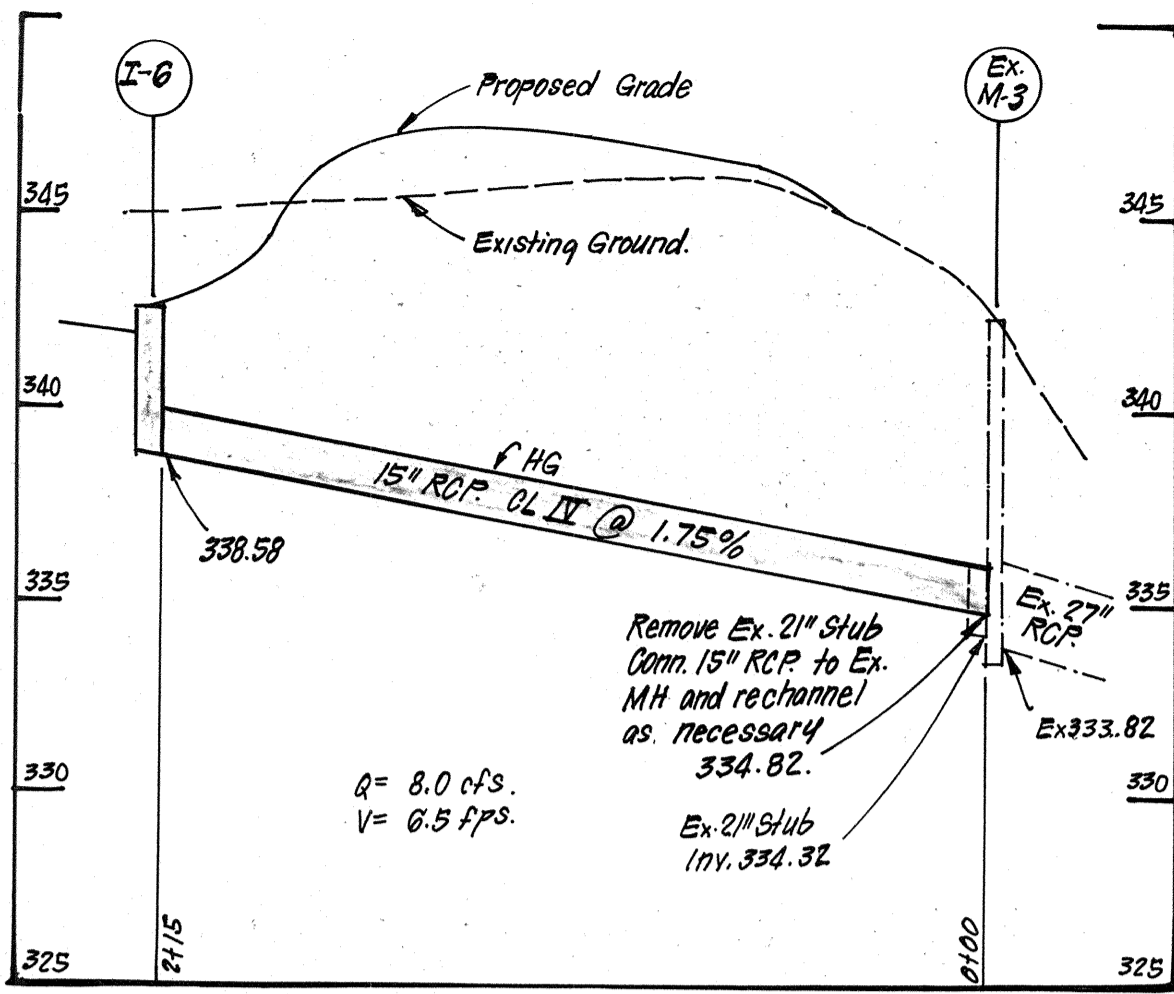 I-6
Ex.
M-3
Proposed Grade
345
345
Existing Ground.
340
340
HG
15" RCP. CL IV @ 1.75%
338.58
335
335
Ex. 27"
RCP.
Remove Ex. 21" Stub
Conn. 15" RCP. to Ex.
MH and rechannel
as necessary
334.82.
Ex333.82
330
330
Q= 8.0 cfs.
V= 6.5 fps.
Ex. 21" Stub
Inv. 334.32
2+15
0+00
325
325